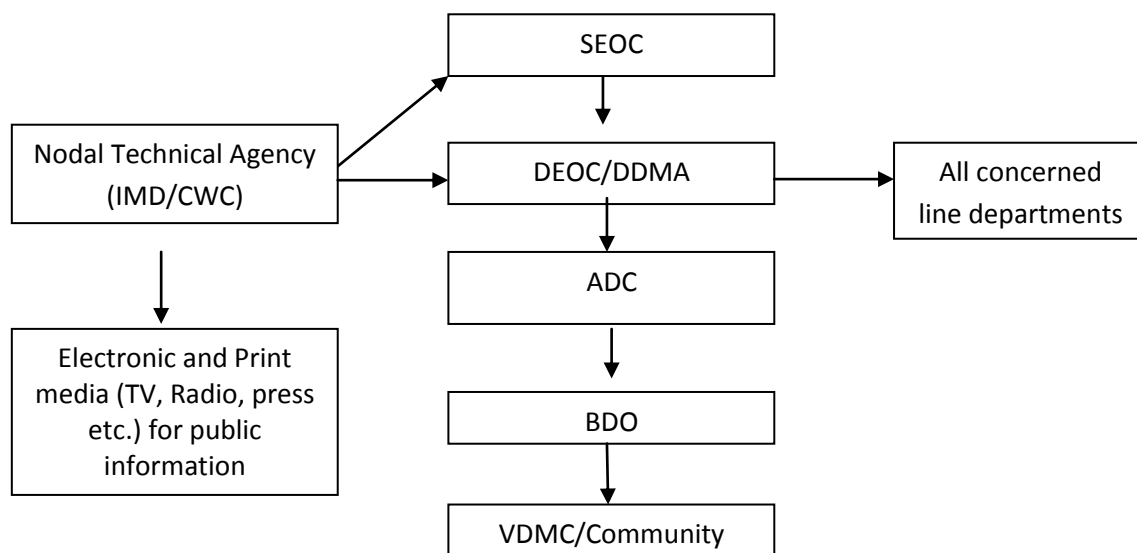 SEOC
Nodal Technical Agency
(IMD/CWC)
DEOC/DDMA
All concerned
line departments
ADC
Electronic and Print
media (TV, Radio, press
etc.) for public
information
BDO
VDMC/Community